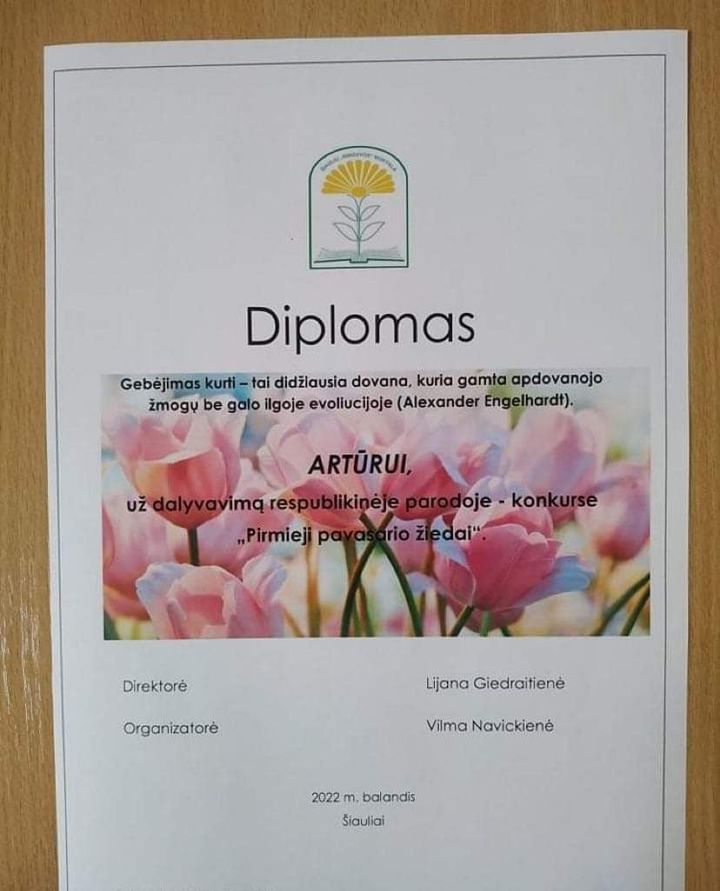 Diplomas
Gebėjimas kurti – tai didžiausia dovana, kuria gamta apdovanojo
žmogų be galo ilgoje evoliucijoje (Alexander Engelhardt).
ARTŪRUI,
už dalyvavimą respublikinėje parodoje - konkurse
„Pirmieji pavasario žiedai“.
Direktorė Lijana Giedraitienė
Organizatorė Vilma Navickienė
2022 m. balandis
Šiauliai